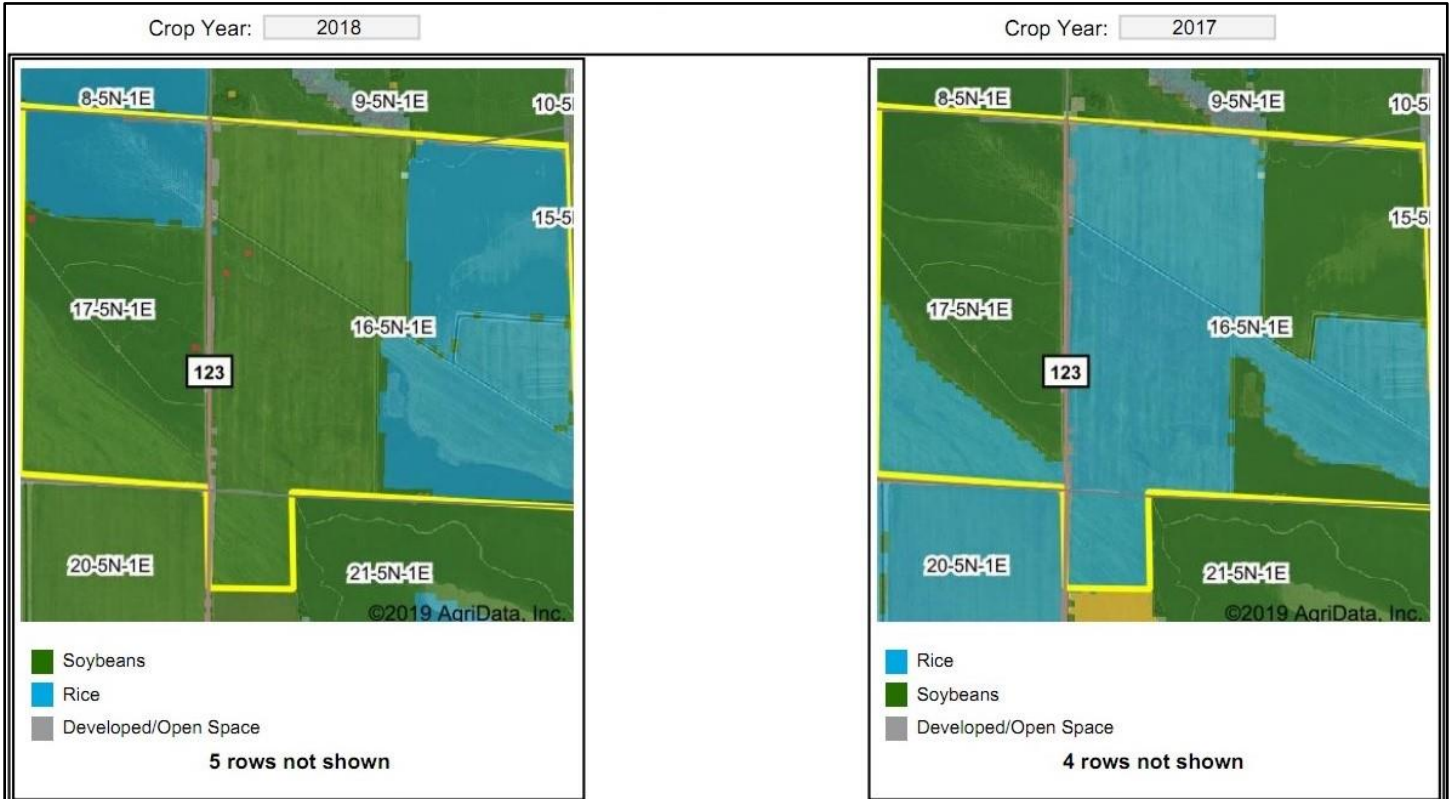 Crop Year: 2018
Crop Year: 2017
8-5N-1E
9-5N-1E
10-5
15-5
17-5N-1E
16-5N-1E
123
20-5N-1E
21-5N-1E
©2019 AgriData, Inc.
Soybeans
Rice
Developed/Open Space
5 rows not shown
8-5N-1E
9-5N-1E
10-5
15-5
17-5N-1E
16-5N-1E
123
20-5N-1E
21-5N-1E
©2019 AgriData, Inc.
Rice
Soybeans
Developed/Open Space
4 rows not shown